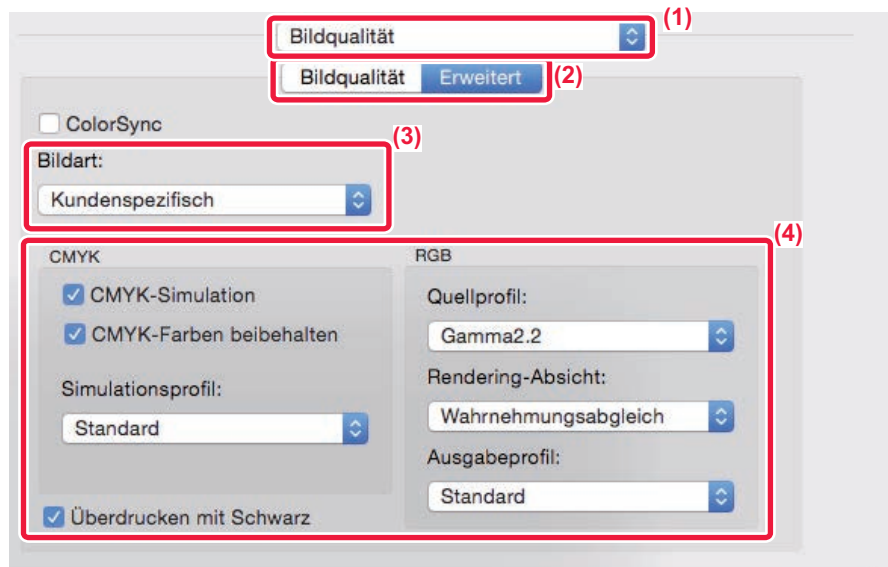 Bildqualität
(1)
Bildqualität Erweitert
(2)
ColorSync
(3)
Bildart:
Kundenspezifisch
(4)
CMYK
CMYK-Simulation
CMYK-Farben beibehalten
Simulationsprofil:
Standard
Überdrucken mit Schwarz
RGB
Quellprofil:
Gamma2.2
Rendering-Absicht:
Wahrnehmungsabgleich
Ausgabeprofil:
Standard